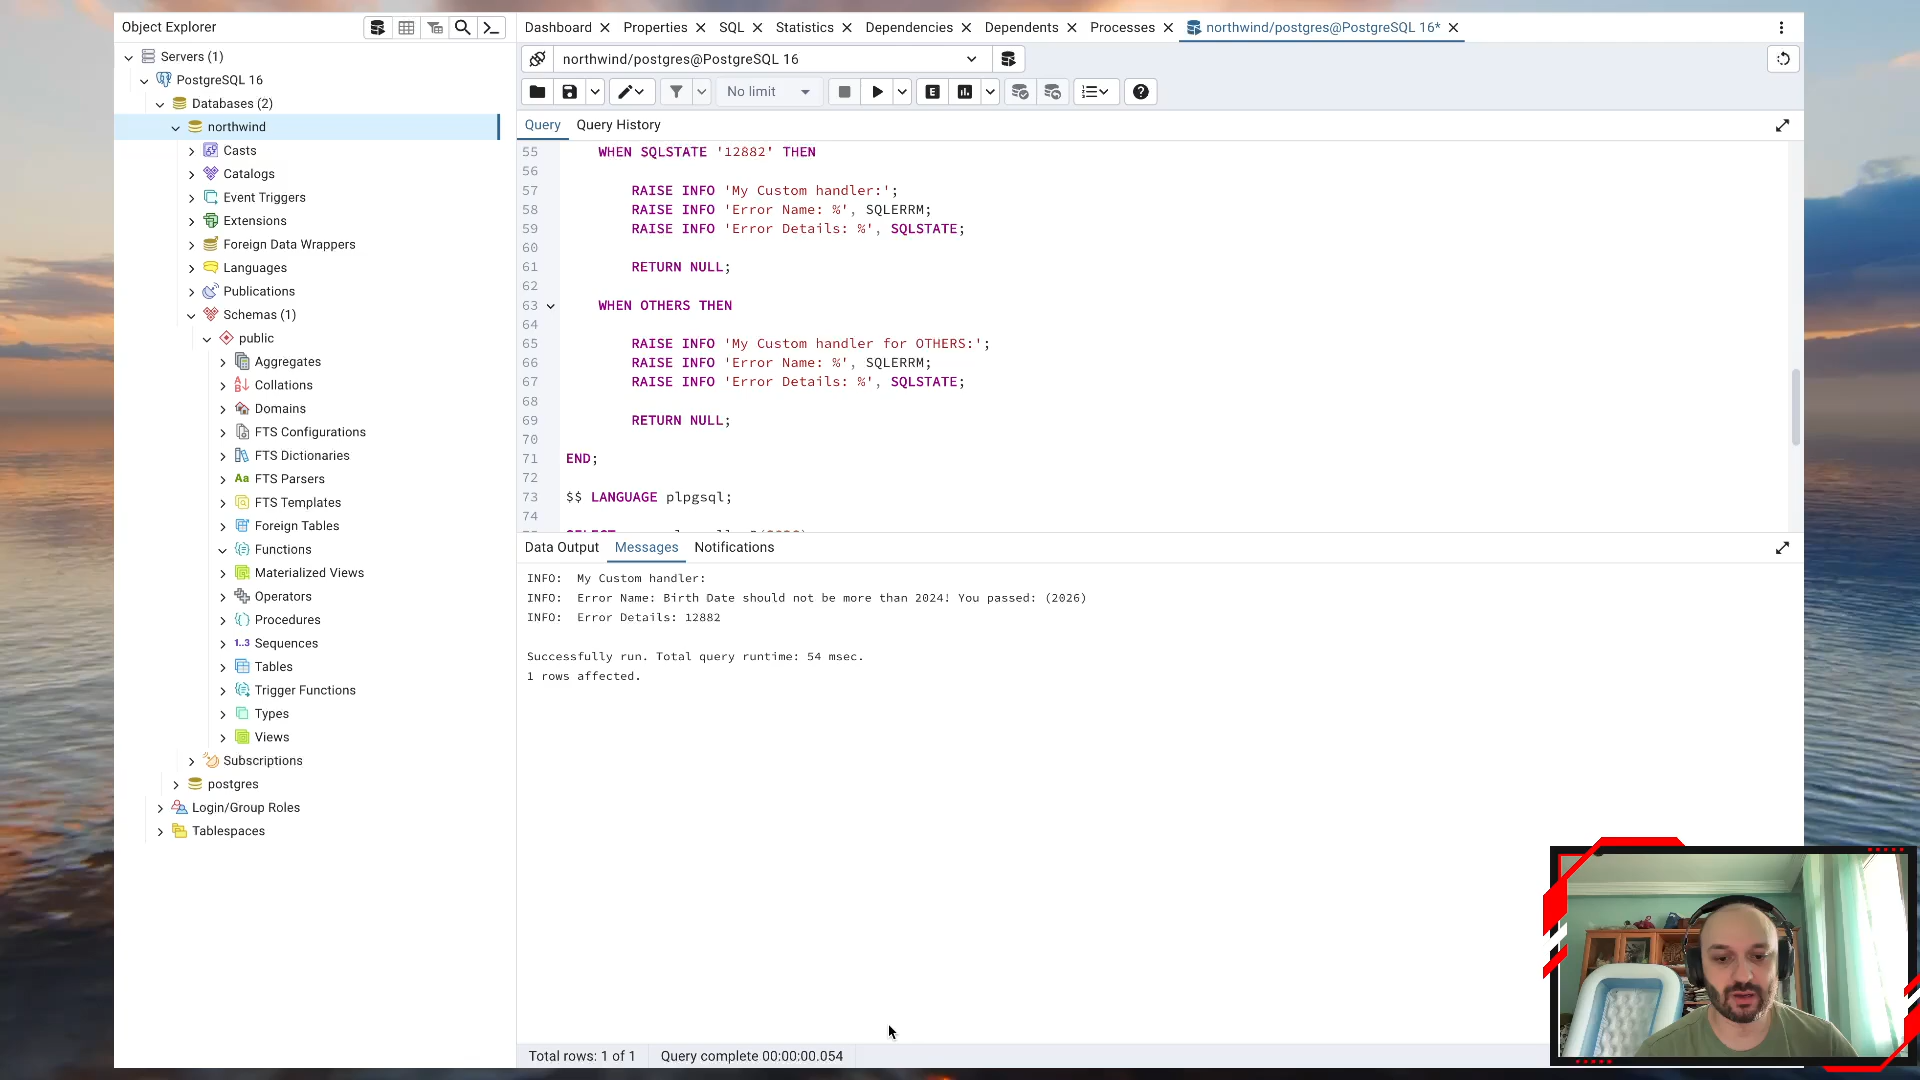 Object Explorer
Servers (1)
PostgreSQL 16
Databases (2)
northwind
Casts
Catalogs
Event Triggers
Extensions
Foreign Data Wrappers
Languages
Publications
Schemas (1)
public
Aggregates
Collations
Domains
FTS Configurations
FTS Dictionaries
Aa FTS Parsers
FTS Templates
Foreign Tables
Functions
Materialized Views
Operators
Procedures
1..3 Sequences
Tables
Trigger Functions
Types
Views
Subscriptions
postgres
Login/Group Roles
Tablespaces
Dashboard Properties SQL Statistics Dependencies Dependents Processes northwind/postgres@PostgreSQL 16*
northwind/postgres@PostgreSQL 16
No limit E
Query Query History
55 WHEN SQLSTATE '12882' THEN
56
57 RAISE INFO 'My Custom handler:';
58 RAISE INFO 'Error Name: %', SQLERRM;
59 RAISE INFO 'Error Details: %', SQLSTATE;
60
61 RETURN NULL;
62
63 WHEN OTHERS THEN
64
65 RAISE INFO 'My Custom handler for OTHERS:';
66 RAISE INFO 'Error Name: %', SQLERRM;
67 RAISE INFO 'Error Details: %', SQLSTATE;
68
69 RETURN NULL;
70
71 END;
72
73 $$ LANGUAGE plpgsql;
74
Data Output Messages Notifications
INFO: My Custom handler:
INFO: Error Name: Birth Date should not be more than 2024! You passed: (2026)
INFO: Error Details: 12882
Successfully run. Total query runtime: 54 msec.
1 rows affected.
Total rows: 1 of 1 Query complete 00:00:00.054